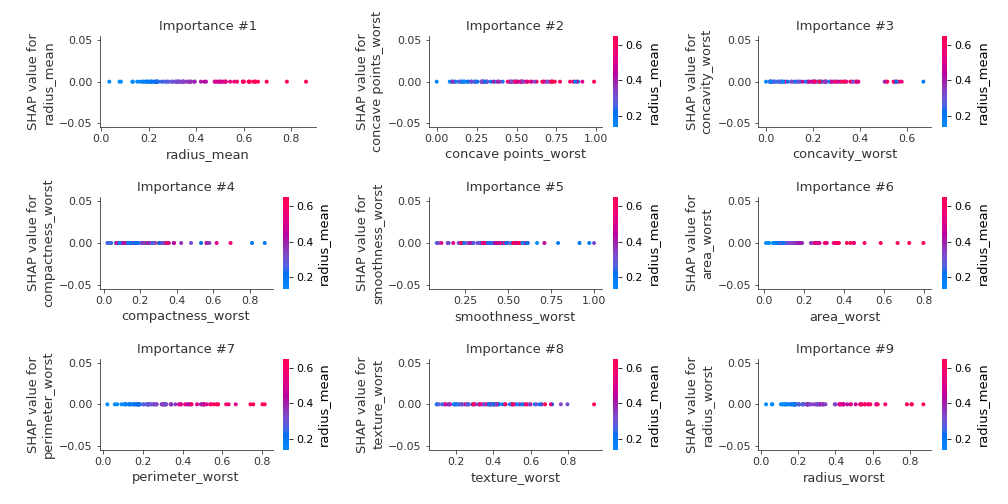 Importance #1
Importance #2
Importance #3
SHAP value for
radius_mean
0.05
0.00
−0.05
0.0
0.2
0.4
0.6
0.8
radius_mean
SHAP value for
concave points_worst
0.05
0.00
−0.05
0.00
0.25
0.50
0.75
1.00
concave points_worst
0.6
0.4
0.2
radius_mean
SHAP value for
concavity_worst
0.05
0.00
−0.05
0.0
0.2
0.4
0.6
concavity_worst
0.6
0.4
0.2
radius_mean
Importance #4
Importance #5
Importance #6
SHAP value for
compactness_worst
0.05
0.00
−0.05
0.0
0.2
0.4
0.6
0.8
compactness_worst
0.6
0.4
0.2
radius_mean
SHAP value for
smoothness_worst
0.05
0.00
−0.05
0.25
0.50
0.75
1.00
smoothness_worst
0.6
0.4
0.2
radius_mean
SHAP value for
area_worst
0.05
0.00
−0.05
0.0
0.2
0.4
0.6
0.8
area_worst
0.6
0.4
0.2
radius_mean
Importance #7
Importance #8
Importance #9
SHAP value for
perimeter_worst
0.05
0.00
−0.05
0.0
0.2
0.4
0.6
0.8
perimeter_worst
0.6
0.4
0.2
radius_mean
SHAP value for
texture_worst
0.05
0.00
−0.05
0.2
0.4
0.6
0.8
texture_worst
0.6
0.4
0.2
radius_mean
SHAP value for
radius_worst
0.05
0.00
−0.05
0.0
0.2
0.4
0.6
0.8
radius_worst
0.6
0.4
0.2
radius_mean